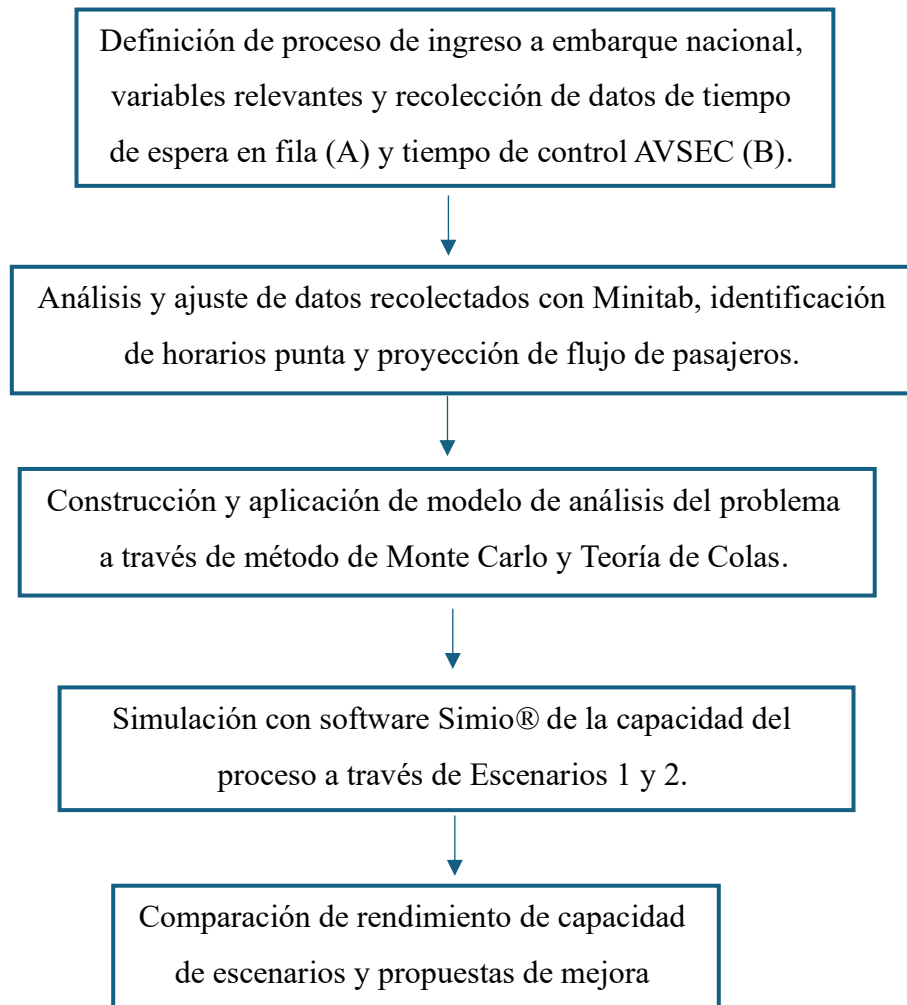 Definición de proceso de ingreso a embarque nacional,
variables relevantes y recolección de datos de tiempo
de espera en fila (A) y tiempo de control AVSEC (B).
Análisis y ajuste de datos recolectados con Minitab, identificación
de horarios punta y proyección de flujo de pasajeros.
Construcción y aplicación de modelo de análisis del problema
a través de método de Monte Carlo y Teoría de Colas.
Simulación con software Simio® de la capacidad del
proceso a través de Escenarios 1 y 2.
Comparación de rendimiento de capacidad
de escenarios y propuestas de mejora